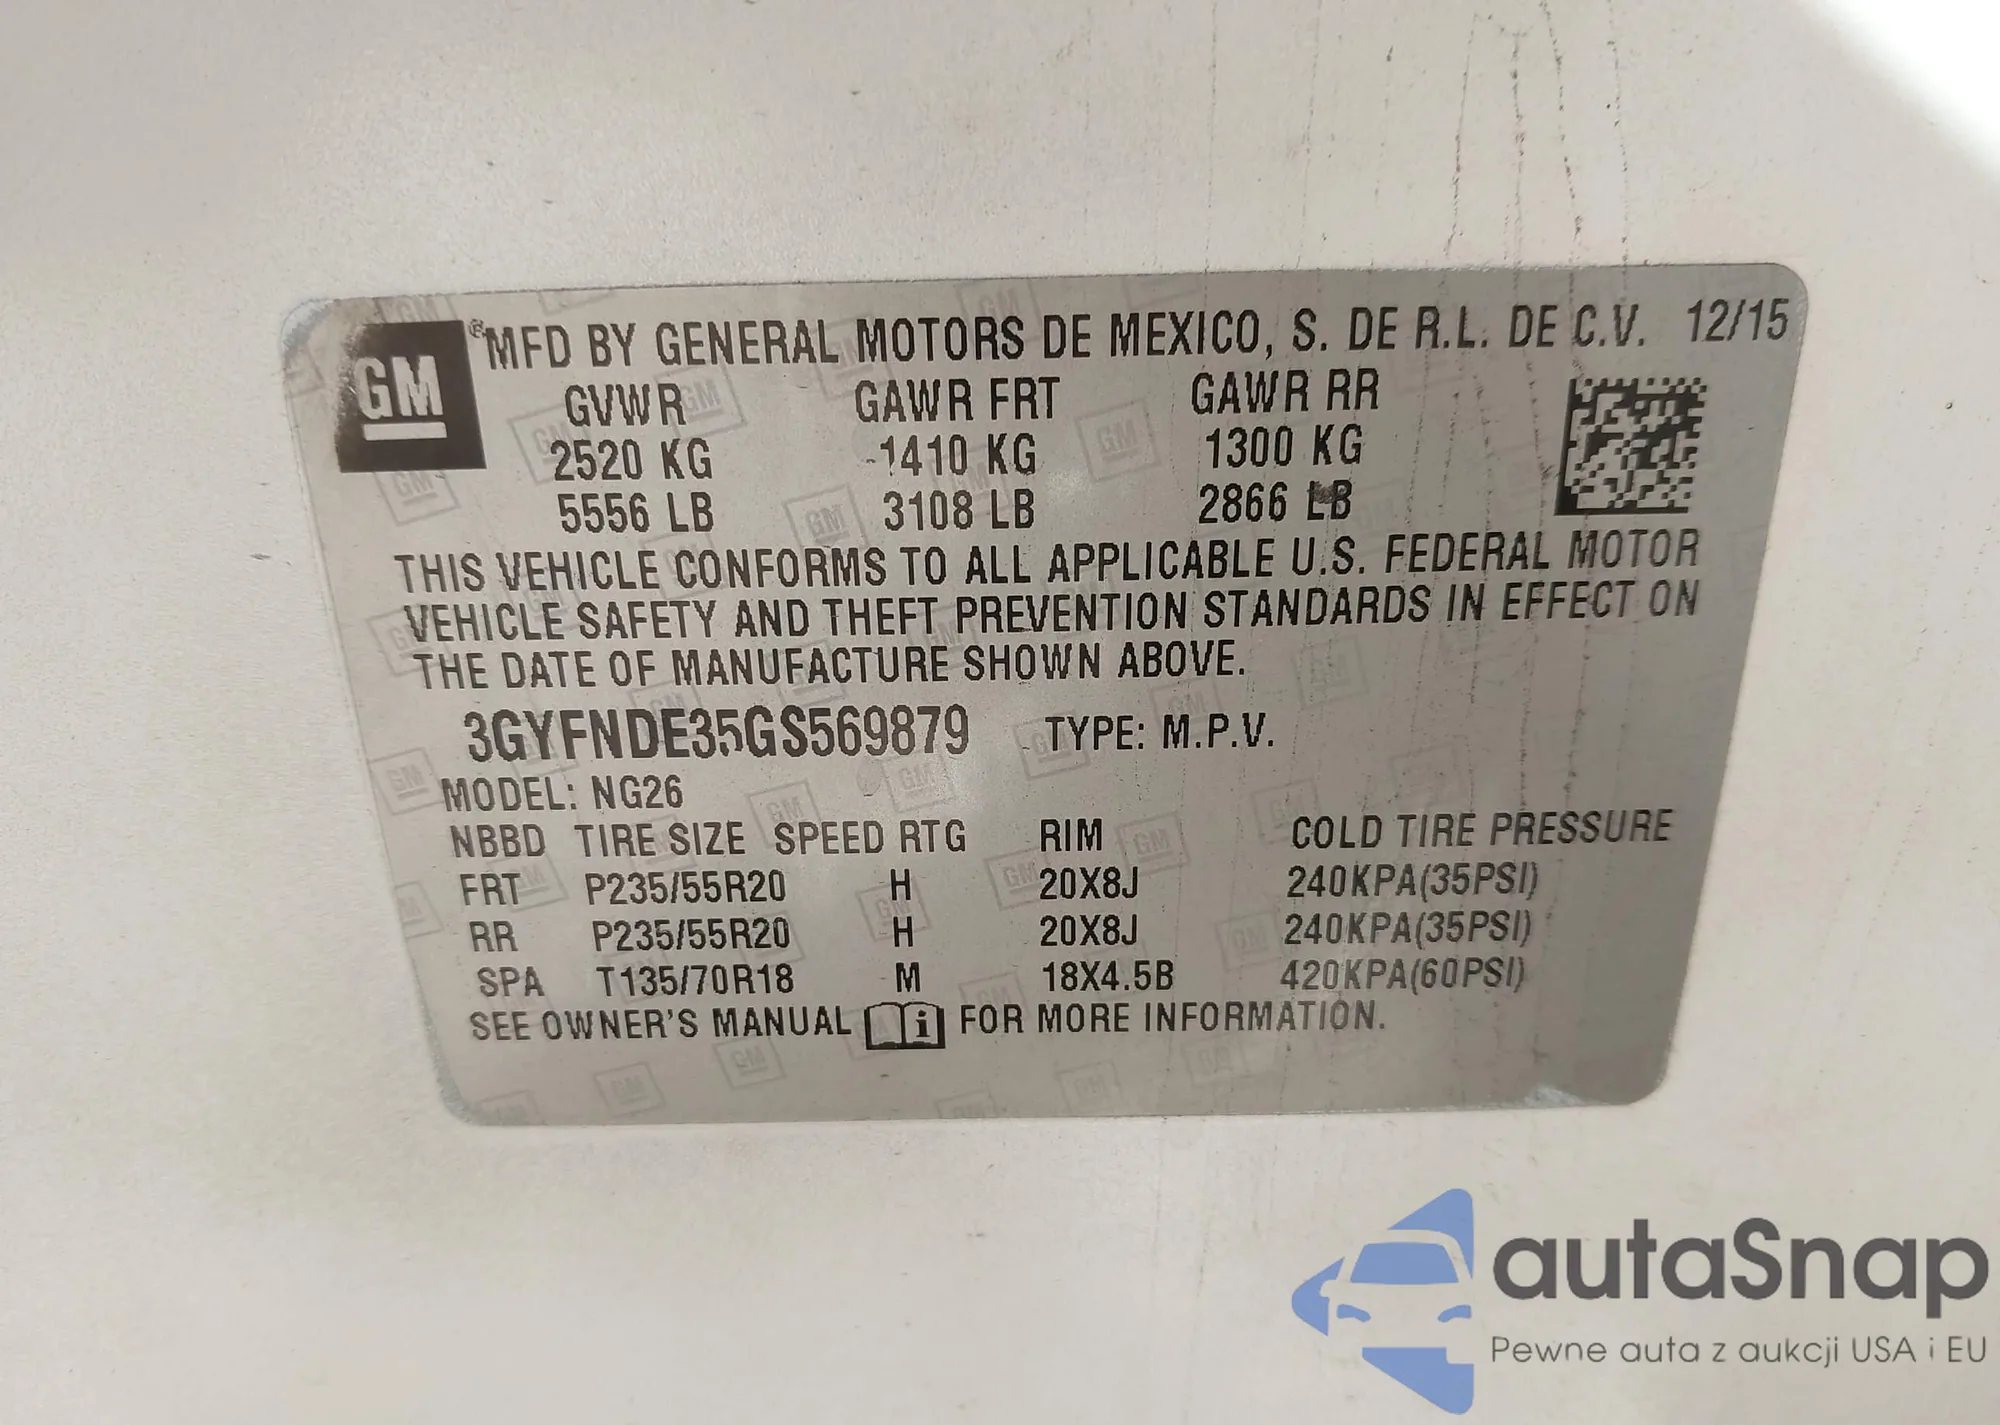 GM ® MFD BY GENERAL MOTORS DE MEXICO, S. DE R.L. DE C.V. 12/15
GVWR GAWR FRT GAWR RR
2520 KG 1410 KG 1300 KG
5556 LB 3108 LB 2866 LB
THIS VEHICLE CONFORMS TO ALL APPLICABLE U.S. FEDERAL MOTOR
VEHICLE SAFETY AND THEFT PREVENTION STANDARDS IN EFFECT ON
THE DATE OF MANUFACTURE SHOWN ABOVE.
3GYFNDE35GS569879 TYPE: M.P.V.
MODEL: NG26
NBBD TIRE SIZE SPEED RTG RIM COLD TIRE PRESSURE
FRT P235/55R20 H 20X8J 240KPA(35PSI)
RR P235/55R20 H 20X8J 240KPA(35PSI)
SPA T135/70R18 M 18X4.5B 420KPA(60PSI)
SEE OWNER'S MANUAL i FOR MORE INFORMATION.
autaSnap
Pewne auta z aukcji USA i EU